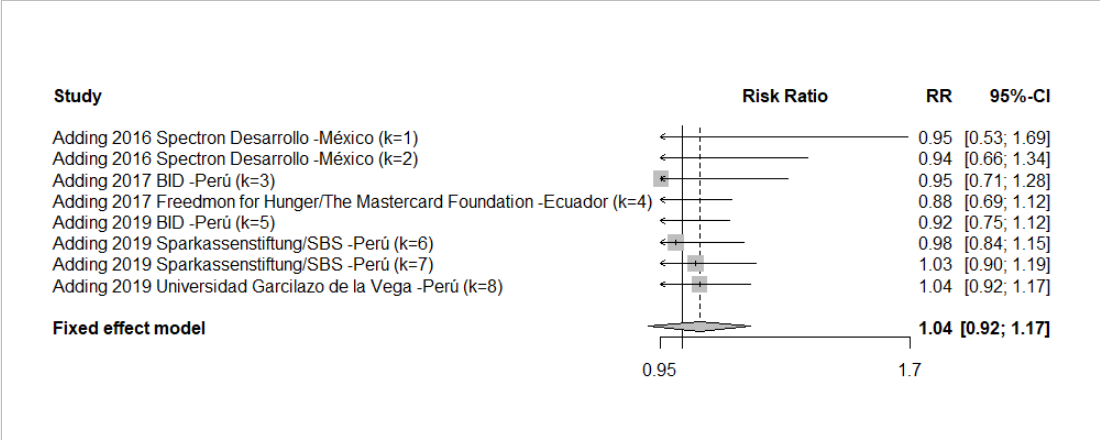 Study Risk Ratio RR 95%-CI
Adding 2016 Spectron Desarrollo -México (k=1) 0.95 [0.53; 1.69]
Adding 2016 Spectron Desarrollo -México (k=2) 0.94 [0.66; 1.34]
Adding 2017 BID -Perú (k=3) 0.95 [0.71; 1.28]
Adding 2017 Freedmon for Hunger/The Mastercard Foundation -Ecuador (k=4) 0.88 [0.69; 1.12]
Adding 2019 BID -Perú (k=5) 0.92 [0.75; 1.12]
Adding 2019 Sparkassenstiftung/SBS -Perú (k=6) 0.98 [0.84; 1.15]
Adding 2019 Sparkassenstiftung/SBS -Perú (k=7) 1.03 [0.90; 1.19]
Adding 2019 Universidad Garcilazo de la Vega -Perú (k=8) 1.04 [0.92; 1.17]
Fixed effect model 1.04 [0.92; 1.17]
0.95 1.7